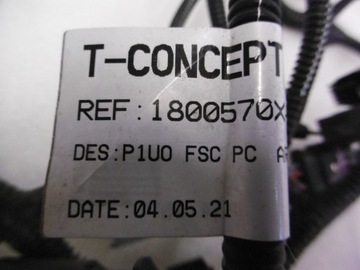 T-CONCEPT
REF:1800570X
DES:P1UO FSC PC
DATE:04.05.21